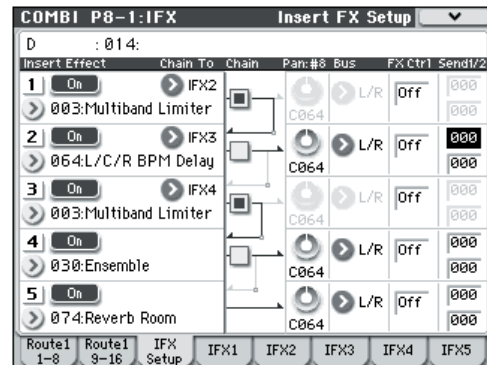 COMBI P8-1:IFX Insert FX Setup
D :014:
Insert Effect Chain To Chain Pan:#8 Bus FX Ctrl Send1/2
1 On IFX2 L/R Off 000
003:Multiband Limiter C064 000
2 On IFX3 L/R Off 000
064:L/C/R BPM Delay C064 000
3 On IFX4 L/R Off 000
003:Multiband Limiter C064 000
4 On L/R Off 000
030:Ensemble C064 000
5 On L/R Off 000
074:Reverb Room C064 000
Route1 1-8 Route1 9-16 IFX Setup IFX1 IFX2 IFX3 IFX4 IFX5